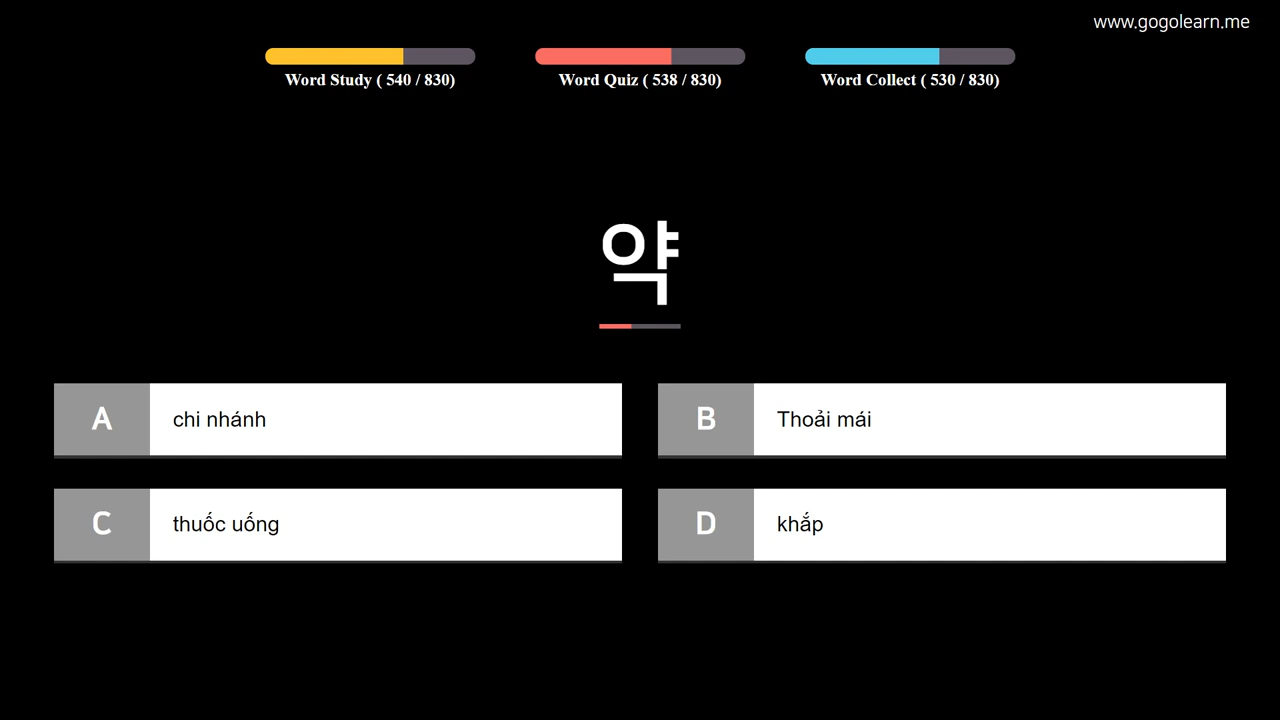 www.gogolearn.me
Word Study ( 540 / 830)
Word Quiz ( 538 / 830)
Word Collect ( 530 / 830)
약
A chi nhánh
B Thoải mái
C thuốc uống
D khắp